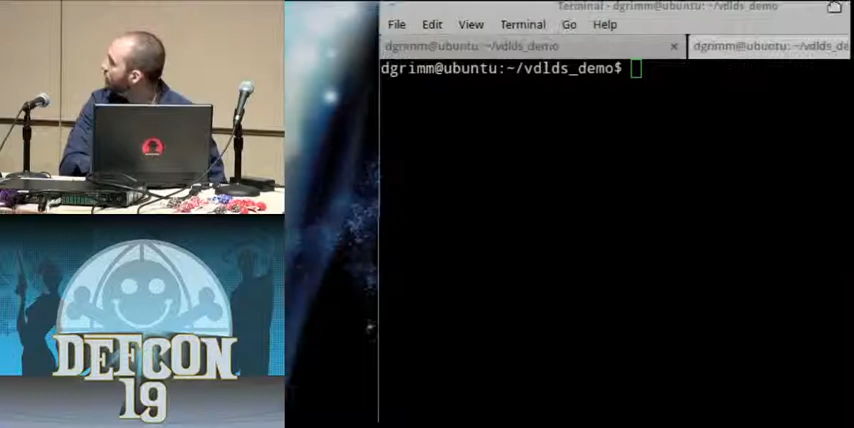 Terminal - dgrimm@ubuntu: ~/vdlds_demo
File Edit View Terminal Go Help
dgrimm@ubuntu: ~/vdlds_demo
dgrimm@ubuntu: ~/vdlds_de
dgrimm@ubuntu:~/vdlds_demo$
DEFCON
19